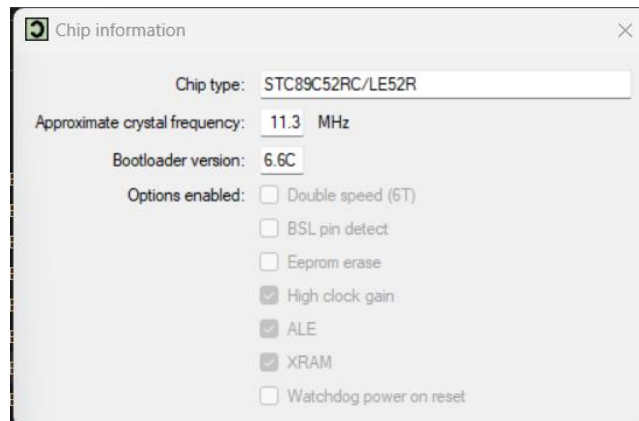 Chip information
Chip type: STC89C52RC/LE52R
Approximate crystal frequency: 11.3 MHz
Bootloader version: 6.6C
Options enabled: Double speed (6T)
BSL pin detect
Eeprom erase
High clock gain
ALE
XRAM
Watchdog power on reset